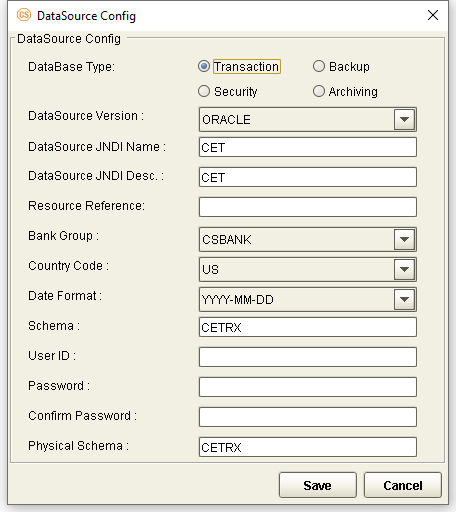 CS DataSource Config
DataSource Config
DataBase Type: Transaction Backup
Security Archiving
DataSource Version : ORACLE
DataSource JNDI Name : CET
DataSource JNDI Desc. : CET
Resource Reference:
Bank Group : CSBANK
Country Code : US
Date Format : YYYY-MM-DD
Schema : CETRX
User ID :
Password :
Confirm Password :
Physical Schema : CETRX
Save Cancel